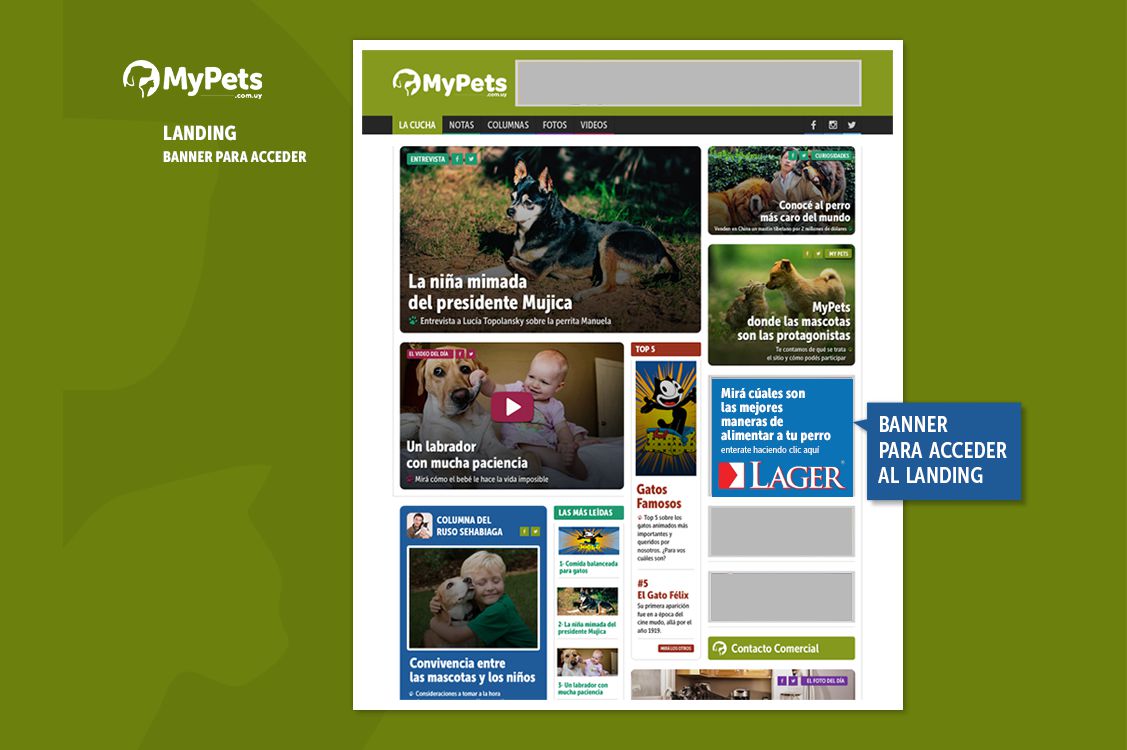 MyPets
.com.uy
LANDING
BANNER PARA ACCEDER
MyPets
.com.uy
LA CUCHA NOTAS COLUMNAS FOTOS VIDEOS
ENTREVISTA
La niña mimada
del presidente Mujica
Entrevista a Lucía Topolansky sobre la perrita Manuela
CURIOSIDADES
Conocé al perro
más caro del mundo
Venden en China un mastín tibetano por 2 millones de dólares
MY PETS
MyPets
donde las mascotas
son las protagonistas
Te contamos de qué se trata
el sitio y cómo podés participar
EL VIDEO DEL DÍA
Un labrador
con mucha paciencia
Mirá cómo el bebé le hace la vida imposible
TOP 5
Gatos
Famosos
Top 5 sobre los
gatos animados más
importantes y
queridos por
nosotros. ¿Para vos
cuáles son?
#5
El Gato Félix
Su primera aparición
fue en a época del
cine mudo, allá por el
año 1919.
MIRÁ LOS OTROS
Mirá cúales son
las mejores
maneras de
alimentar a tu perro
enterate haciendo clic aquí
LAGER®
BANNER
PARA ACCEDER
AL LANDING
COLUMNA DEL
RUSO SEHABIAGA
Convivencia entre
las mascotas y los niños
Consideraciones a tomar a la hora
LAS MÁS LEÍDAS
1- Comida balanceada
para gatos
2- La niña mimada del
presidente Mujica
3- Un labrador con
mucha paciencia
Contacto Comercial
EL FOTO DEL DÍA